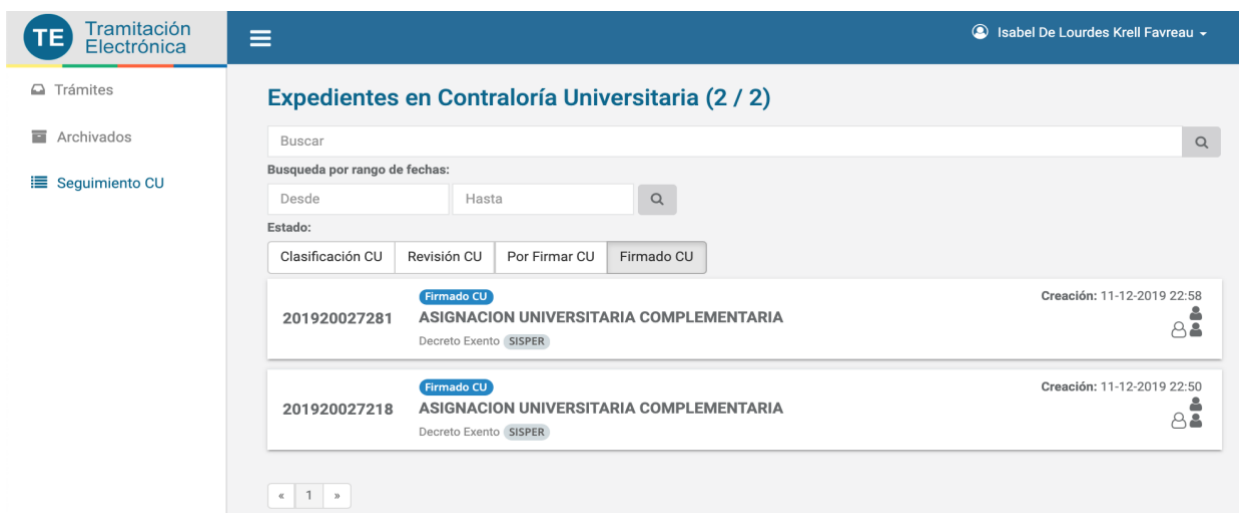 TE Tramitación Electrónica
Isabel De Lourdes Krell Favreau
Trámites
Archivados
Seguimiento CU
Expedientes en Contraloría Universitaria (2 / 2)
Buscar
Busqueda por rango de fechas:
Desde Hasta
Estado:
Clasificación CU Revisión CU Por Firmar CU Firmado CU
Firmado CU Creación: 11-12-2019 22:58
201920027281 ASIGNACION UNIVERSITARIA COMPLEMENTARIA
Decreto Exento SISPER
Firmado CU Creación: 11-12-2019 22:50
201920027218 ASIGNACION UNIVERSITARIA COMPLEMENTARIA
Decreto Exento SISPER
« 1 »